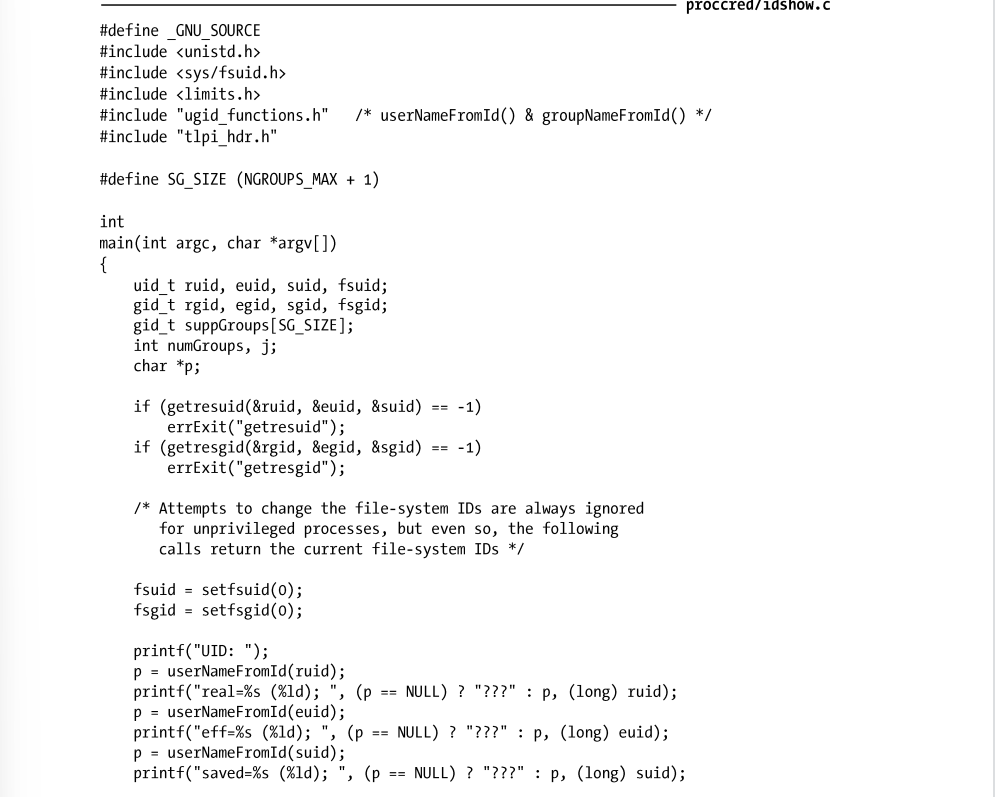 proccred/idshow.c
#define _GNU_SOURCE
#include <unistd.h>
#include <sys/fsuid.h>
#include <limits.h>
#include "ugid_functions.h"   /* userNameFromId() & groupNameFromId() */
#include "tlpi_hdr.h"

#define SG_SIZE (NGROUPS_MAX + 1)

int
main(int argc, char *argv[])
{
    uid_t ruid, euid, suid, fsuid;
    gid_t rgid, egid, sgid, fsgid;
    gid_t suppGroups[SG_SIZE];
    int numGroups, j;
    char *p;

    if (getresuid(&ruid, &euid, &suid) == -1)
        errExit("getresuid");
    if (getresgid(&rgid, &egid, &sgid) == -1)
        errExit("getresgid");

    /* Attempts to change the file-system IDs are always ignored
       for unprivileged processes, but even so, the following
       calls return the current file-system IDs */

    fsuid = setfsuid(0);
    fsgid = setfsgid(0);

    printf("UID: ");
    p = userNameFromId(ruid);
    printf("real=%s (%ld); ", (p == NULL) ? "???" : p, (long) ruid);
    p = userNameFromId(euid);
    printf("eff=%s (%ld); ", (p == NULL) ? "???" : p, (long) euid);
    p = userNameFromId(suid);
    printf("saved=%s (%ld); ", (p == NULL) ? "???" : p, (long) suid);